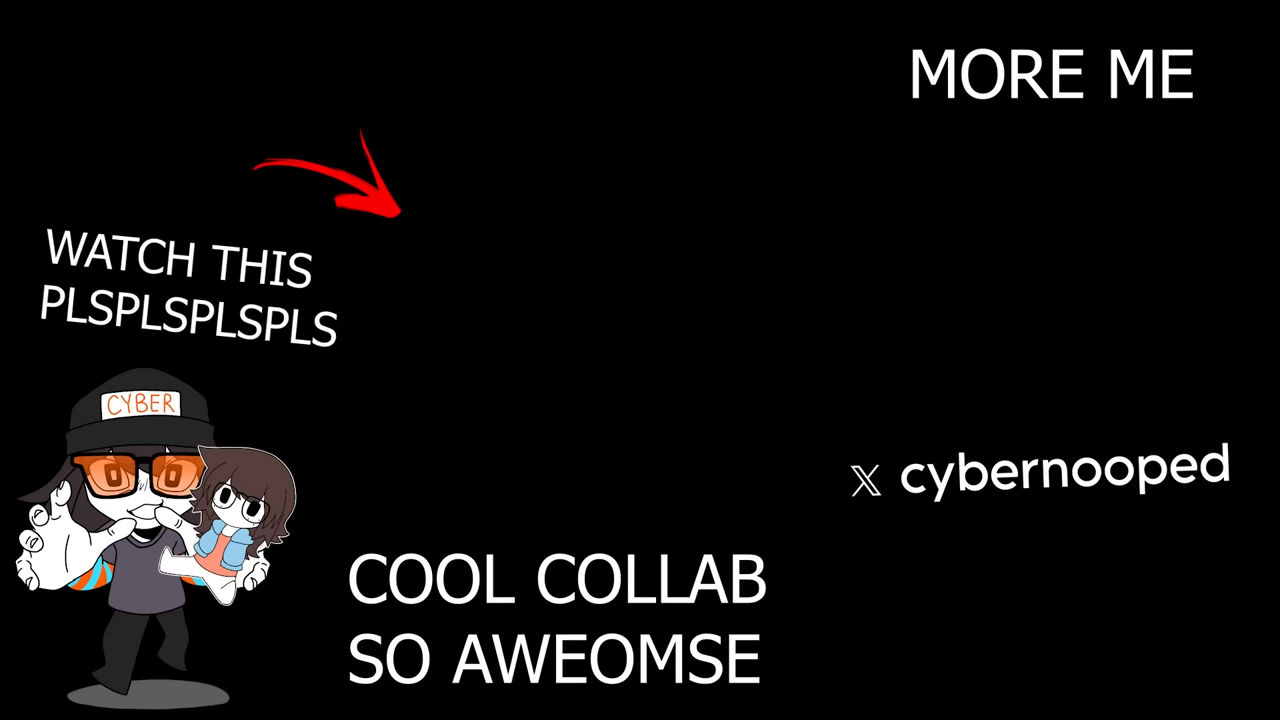 MORE ME
WATCH THIS
PLSPLSPLSPLS
CYBER
𝕏 cybernooped
COOL COLLAB
SO AWEOMSE